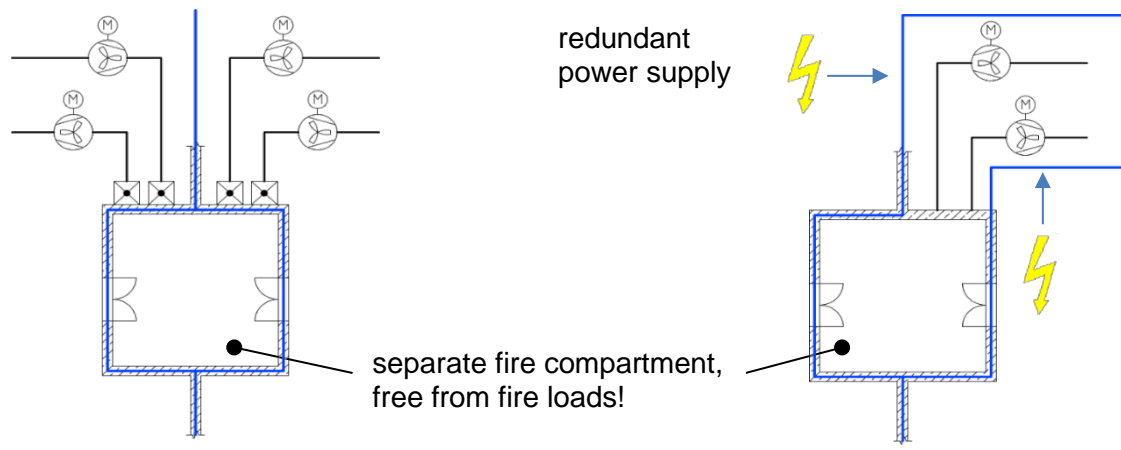 M
M
M
M
redundant
power supply
M
M
separate fire compartment,
free from fire loads!